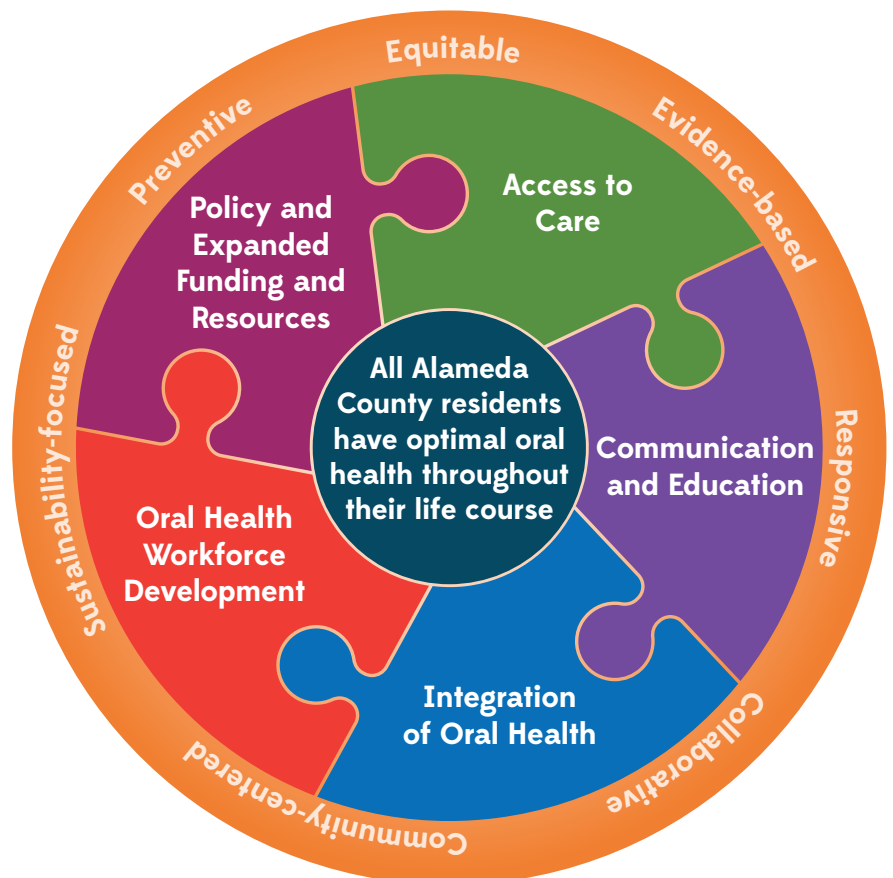 Equitable
Evidence-based
Responsive
Collaborative
Community-centered
Sustainability-focused
Preventive
Access to
Care
Communication
and Education
Integration
of Oral Health
Oral Health
Workforce
Development
Policy and
Expanded
Funding and
Resources
All Alameda
County residents
have optimal oral
health throughout
their life course